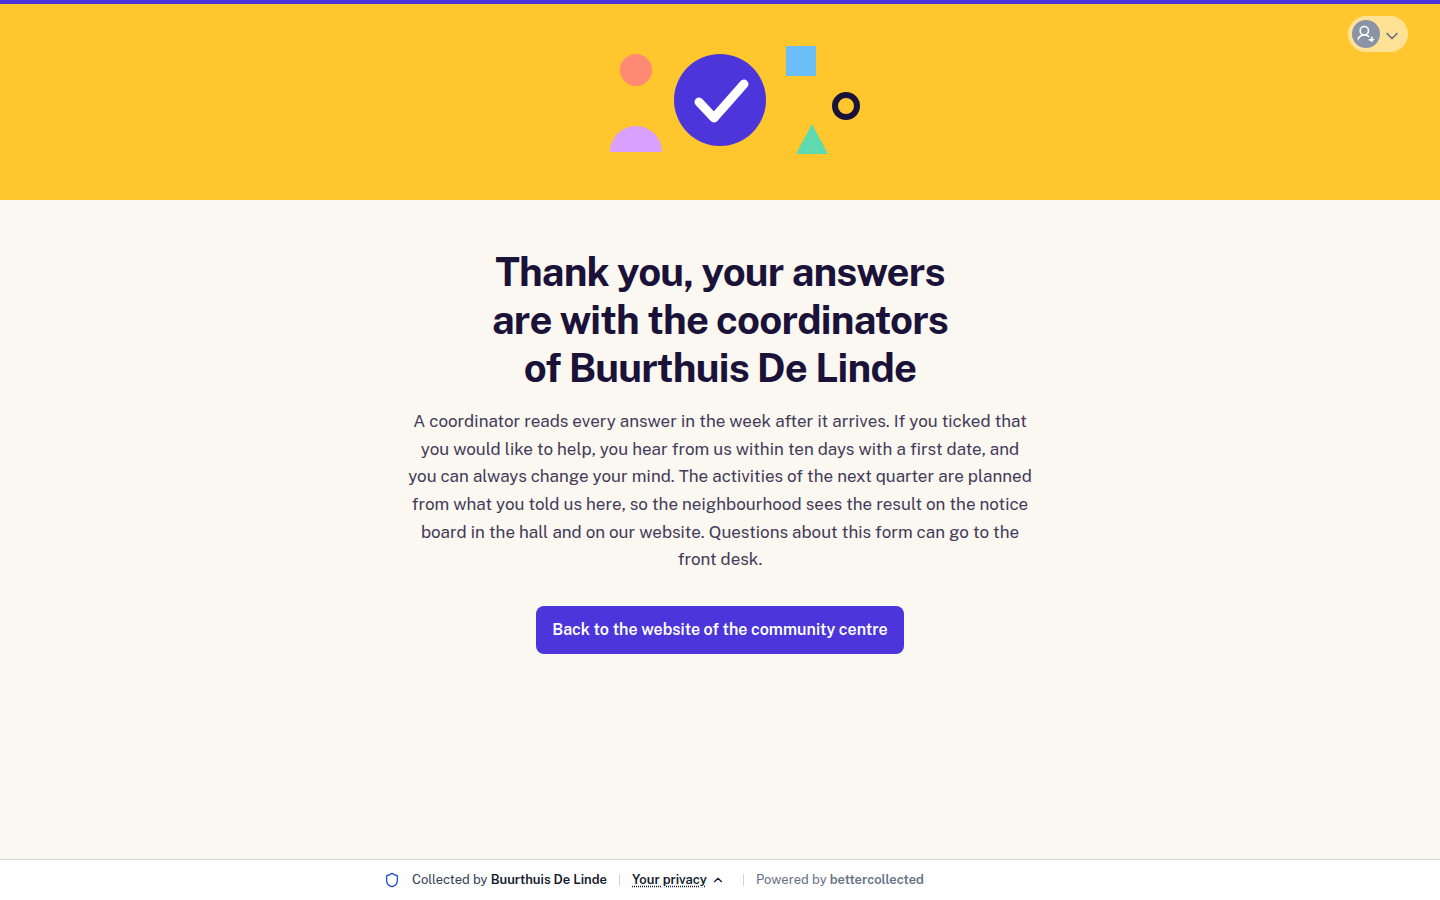 Thank you, your answers
are with the coordinators
of Buurthuis De Linde
A coordinator reads every answer in the week after it arrives. If you ticked that
you would like to help, you hear from us within ten days with a first date, and
you can always change your mind. The activities of the next quarter are planned
from what you told us here, so the neighbourhood sees the result on the notice
board in the hall and on our website. Questions about this form can go to the
front desk.
Back to the website of the community centre
Collected by Buurthuis De Linde
Your privacy
Powered by bettercollected